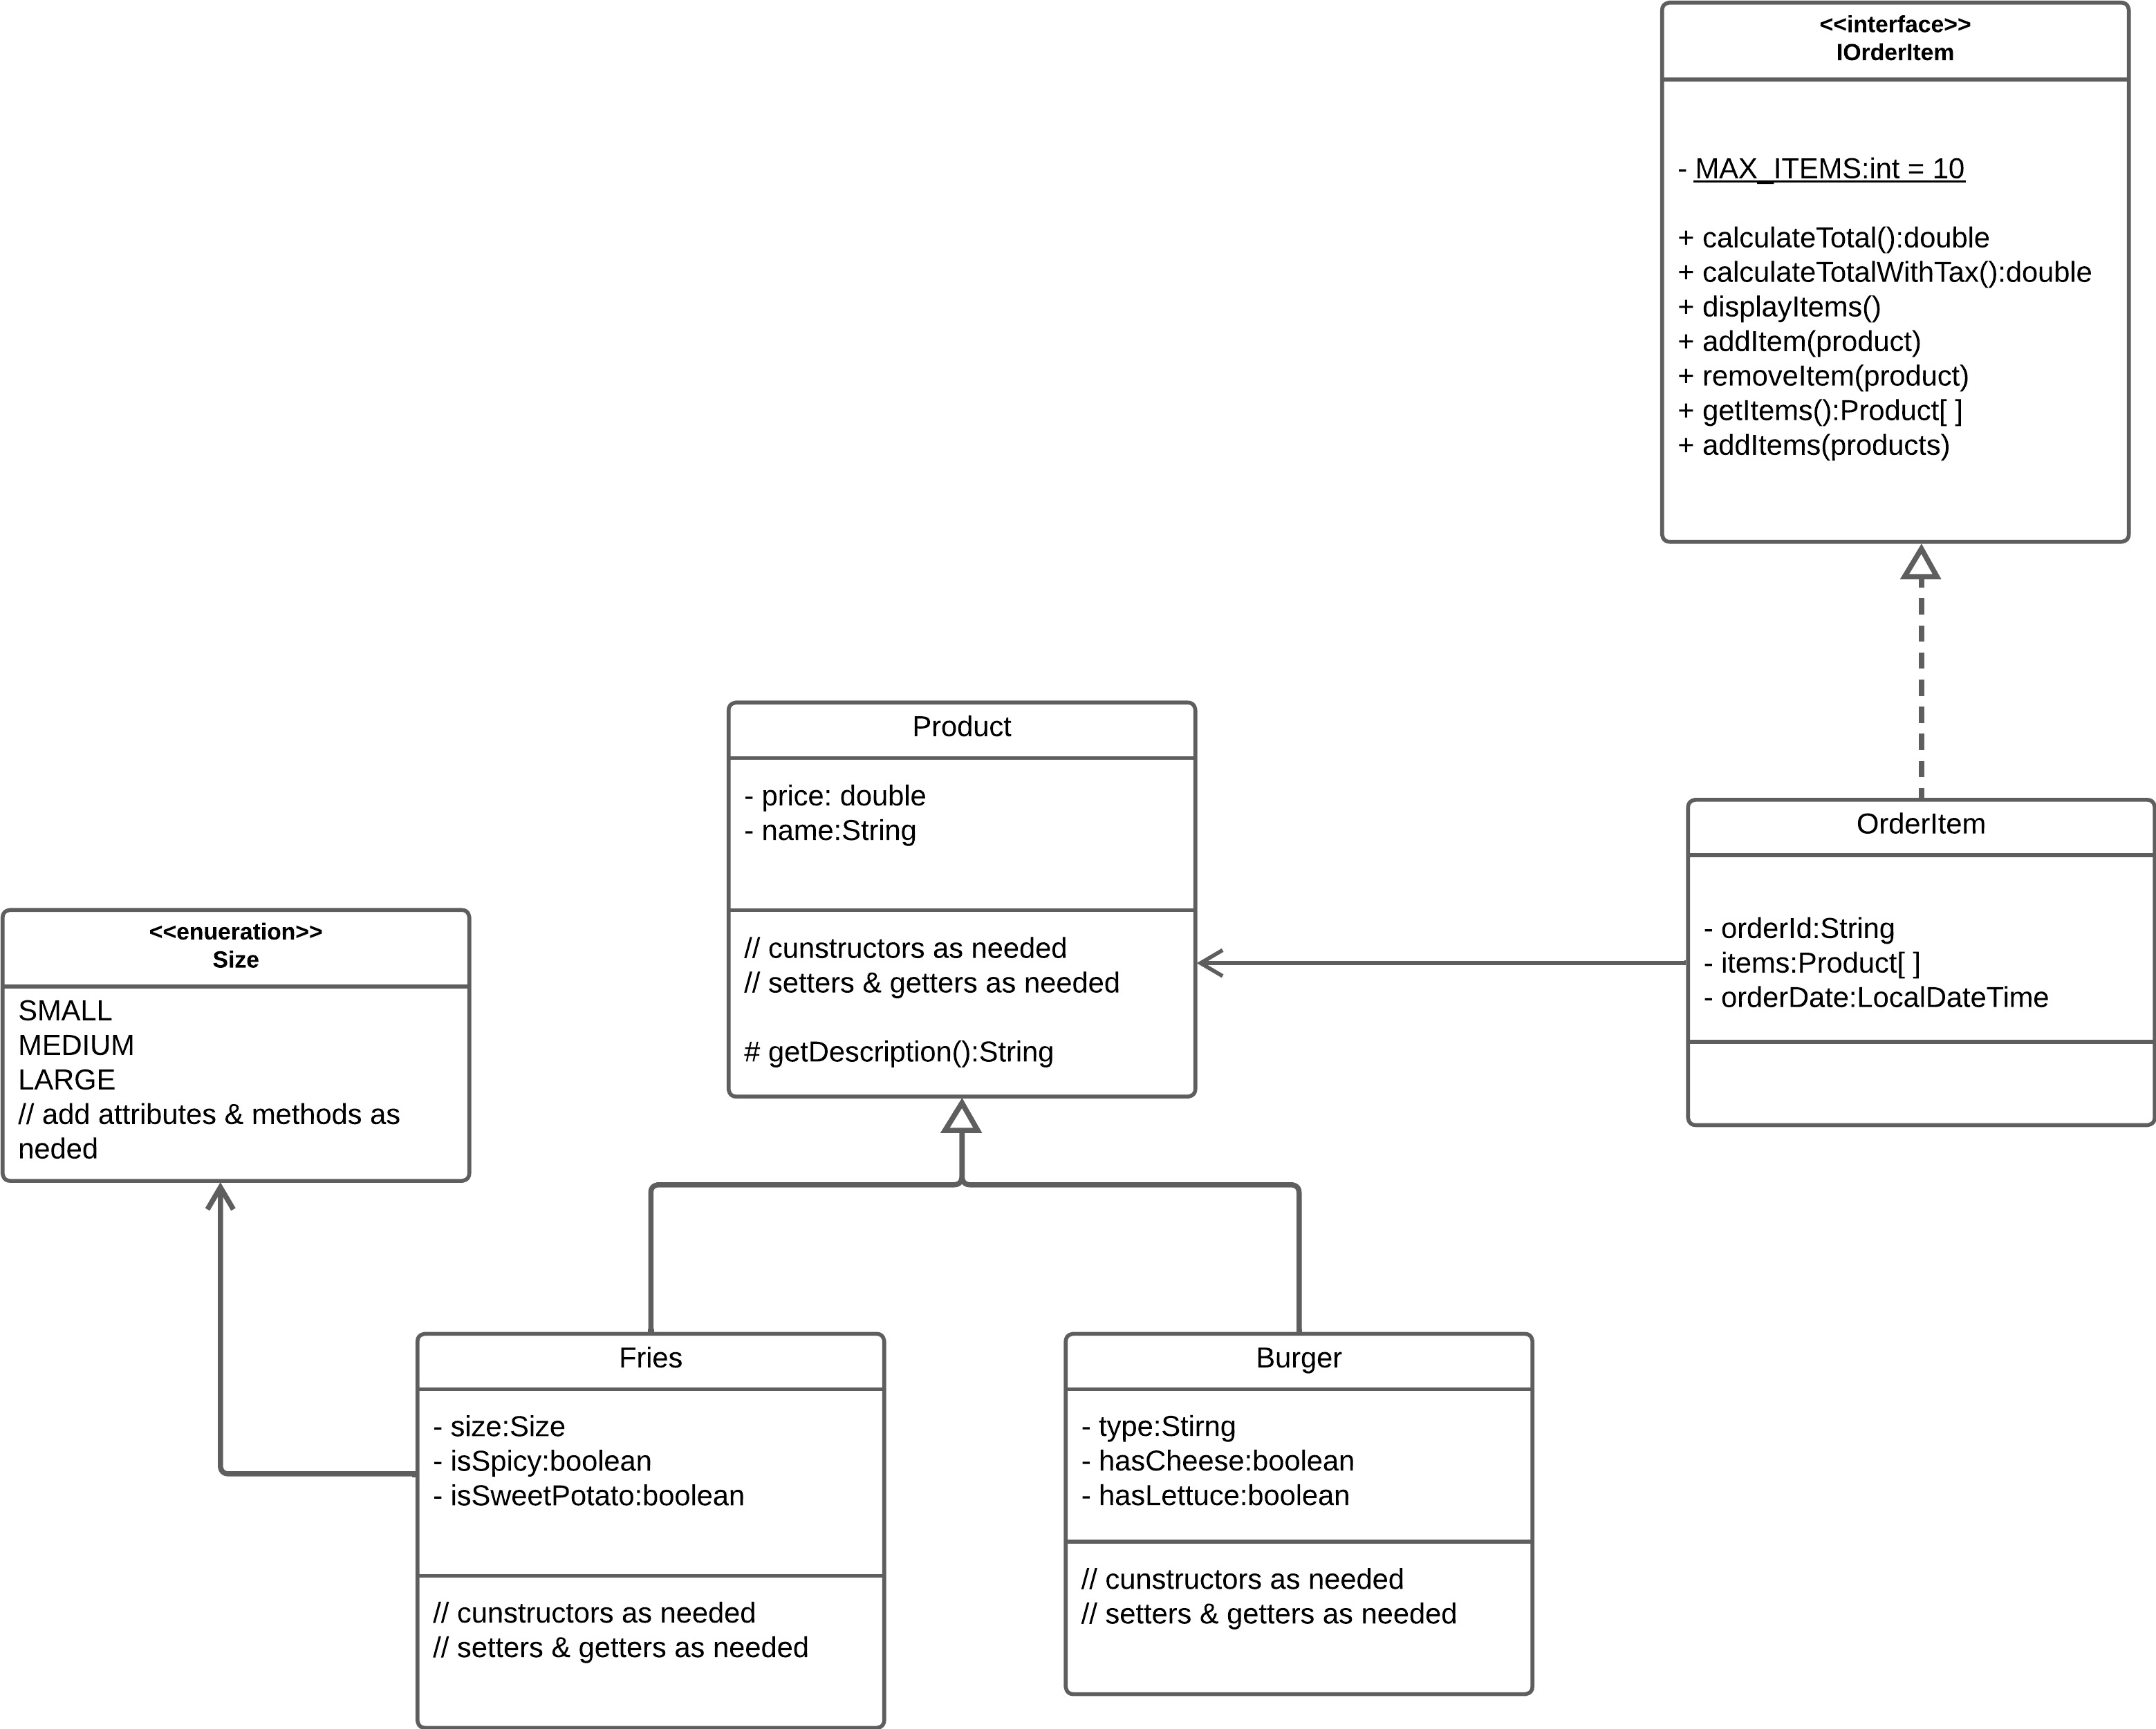 <<interface>>
IOrderItem
- MAX_ITEMS:int = 10
+ calculateTotal():double
+ calculateTotalWithTax():double
+ displayItems()
+ addItem(product)
+ removeItem(product)
+ getItems():Product[ ]
+ addItems(products)
Product
- price: double
- name:String
// cunstructors as needed
// setters & getters as needed
# getDescription():String
OrderItem
- orderId:String
- items:Product[ ]
- orderDate:LocalDateTime
<<enueration>>
Size
SMALL
MEDIUM
LARGE
// add attributes & methods as
neded
Fries
- size:Size
- isSpicy:boolean
- isSweetPotato:boolean
// cunstructors as needed
// setters & getters as needed
Burger
- type:Stirng
- hasCheese:boolean
- hasLettuce:boolean
// cunstructors as needed
// setters & getters as needed